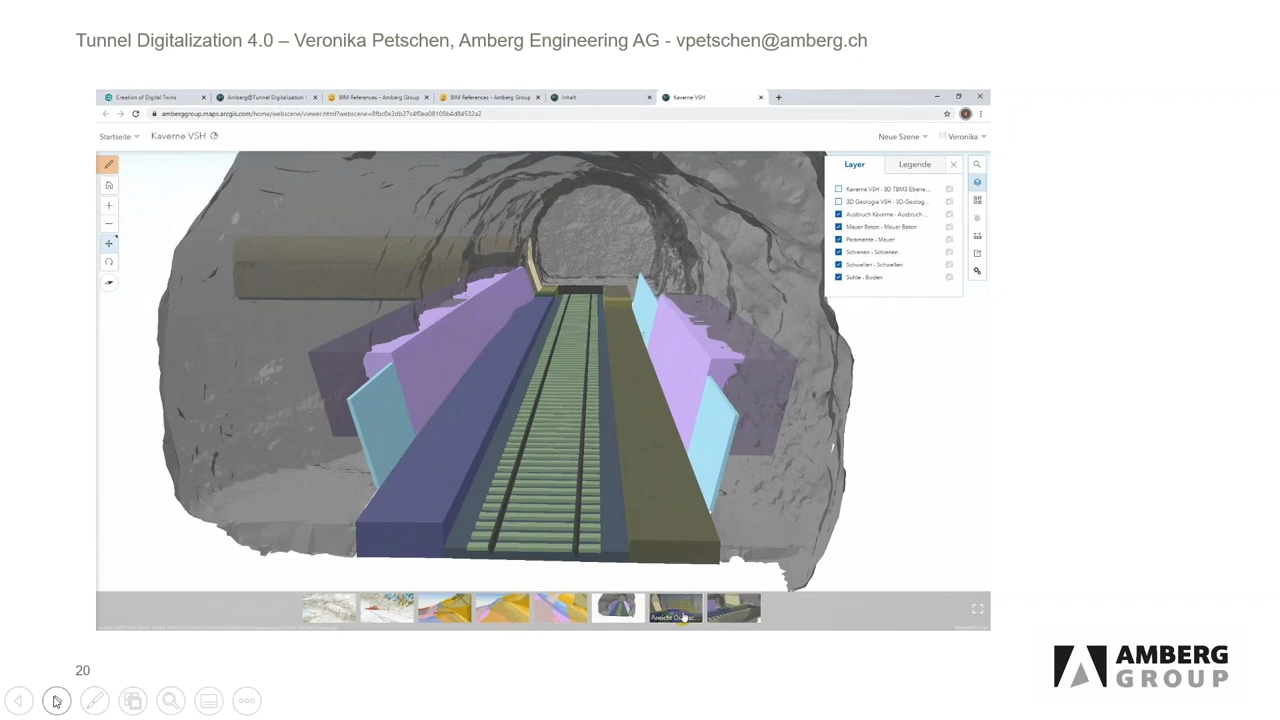 Tunnel Digitalization 4.0 – Veronika Petschen, Amberg Engineering AG - vpetschen@amberg.ch
Creation of Digital Twins
Amberg@Tunnel Digitalization
BIM References - Amberg Group
BIM References - Amberg Group
Inhalt
Kaverne VSH
Startseite
Kaverne VSH
Neue Szene
Veronika
Layer
Legende
Kaverne VSH - 3D TBM3 Ebene...
3D Geologie VSH - 3D-Geolog...
Ausbruch Kaverne - Ausbruch ...
Mauer Beton - Mauer Beton
Paramente - Mauer
Schienen - Schienen
Schwellen - Schwellen
Sohle - Boden
20
AMBERG
GROUP